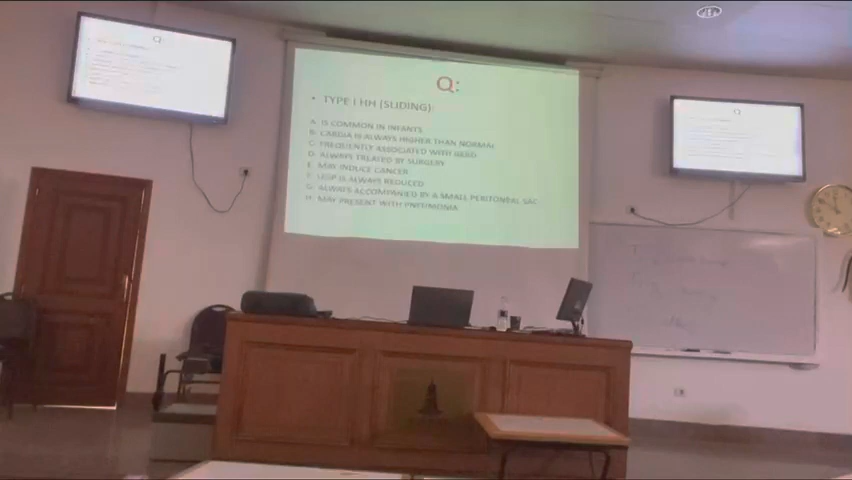 Q:
• TYPE I HH (SLIDING):
A. IS COMMON IN INFANTS
B. CARDIA IS ALWAYS HIGHER THAN NORMAL
C. FREQUENTLY ASSOCIATED WITH GERD
D. ALWAYS TREATED BY SURGERY
E. MAY INDUCE CANCER
F. LESP IS ALWAYS REDUCED
G. ALWAYS ACCOMPANIED BY A SMALL PERITONEAL SAC
H. MAY PRESENT WITH PNEUMONIA